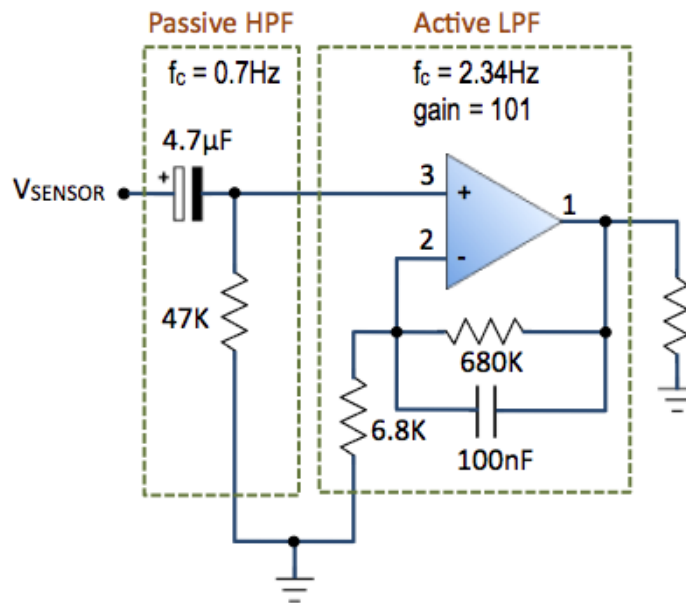 Passive HPF
Active LPF
fc = 0.7Hz
fc = 2.34Hz
gain = 101
4.7µF
+
VSENSOR
3
+
1
2
-
47K
680K
6.8K
100nF